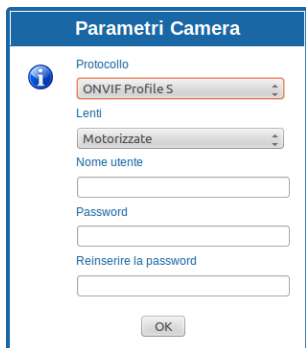 Parametri Camera
Protocollo
ONVIF Profile S
Lenti
Motorizzate
Nome utente
Password
Reinserire la password
OK